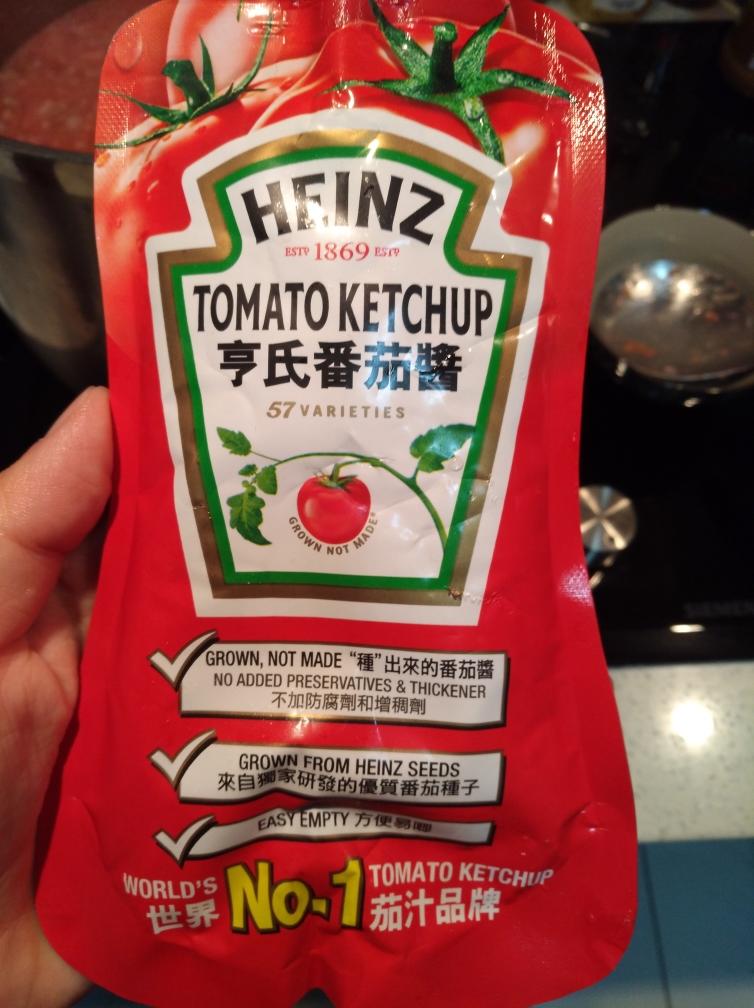 HEINZ
ESTD 1869 ESTD
TOMATO KETCHUP
亨氏番茄醬
57 VARIETIES
GROWN NOT MADE®
GROWN, NOT MADE "種"出來的番茄醬
NO ADDED PRESERVATIVES & THICKENER
不加防腐劑和增稠劑
GROWN FROM HEINZ SEEDS
來自獨家研發的優質番茄種子
EASY EMPTY 方便易
WORLD'S No.1 TOMATO KETCHUP
世界 茄汁品牌